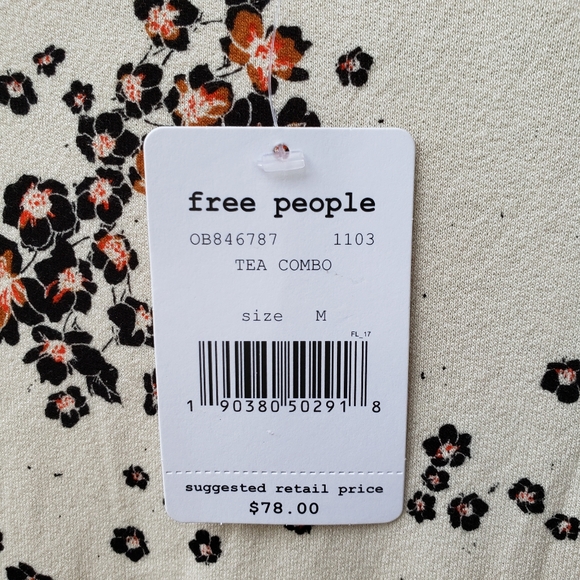 free people
OB846787 1103
TEA COMBO
size M
FL_17
1 90380 50291 8
suggested retail price
$78.00